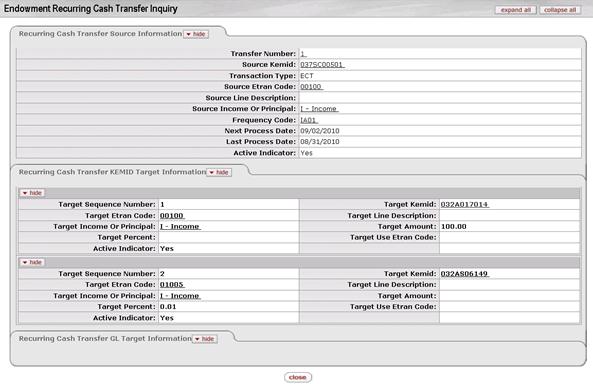 Endowment Recurring Cash Transfer Inquiry
expand all collapse all
Recurring Cash Transfer Source Information hide
Transfer Number: 1
Source Kemid: 037SC00501
Transaction Type: ECT
Source Etran Code: 00100
Source Line Description:
Source Income Or Principal: I - Income
Frequency Code: IA01
Next Process Date: 09/02/2010
Last Process Date: 08/31/2010
Active Indicator: Yes
Recurring Cash Transfer KEMID Target Information hide
hide
Target Sequence Number: 1 Target Kemid: 032A017014
Target Etran Code: 00100 Target Line Description:
Target Income Or Principal: I - Income Target Amount: 100.00
Target Percent: Target Use Etran Code:
Active Indicator: Yes
hide
Target Sequence Number: 2 Target Kemid: 032AS06149
Target Etran Code: 01005 Target Line Description:
Target Income Or Principal: I - Income Target Amount:
Target Percent: 0.01 Target Use Etran Code:
Active Indicator: Yes
Recurring Cash Transfer GL Target Information hide
close